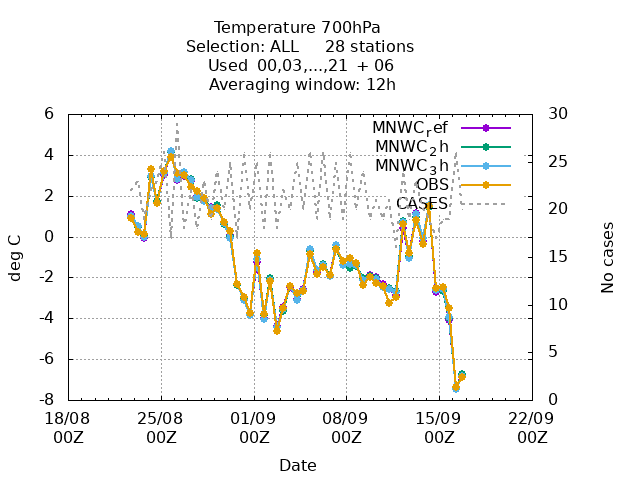 Temperature 700hPa
Selection: ALL 28 stations
Used 00,03,...,21 + 06
Averaging window: 12h
6 30
MNWC_ref
MNWC_2h
4 25
MNWC_3h
OBS
2 20
CASES
0
15
-2
10
-4
-6 5
-8 0
deg C
No cases
18/08 25/08 01/09 08/09 15/09 22/09
00Z 00Z 00Z 00Z 00Z 00Z
Date